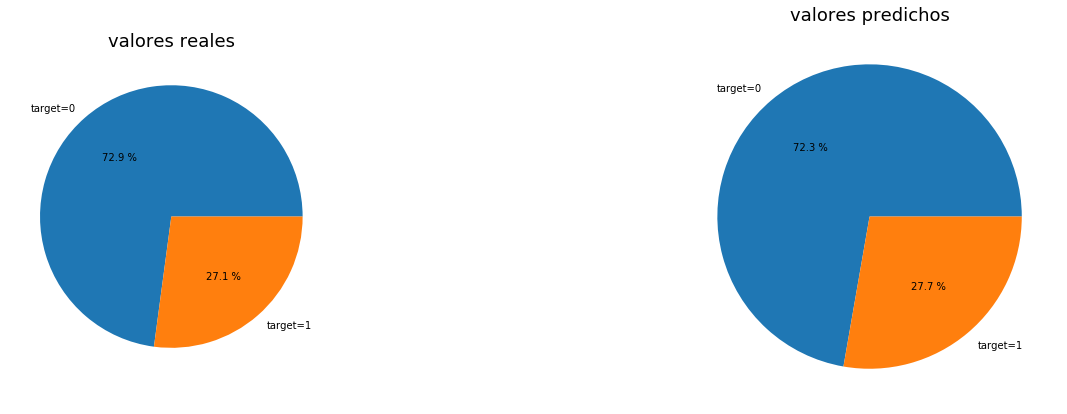 valores reales
target=0
72.9 %
27.1 %
target=1
valores predichos
target=0
72.3 %
27.7 %
target=1